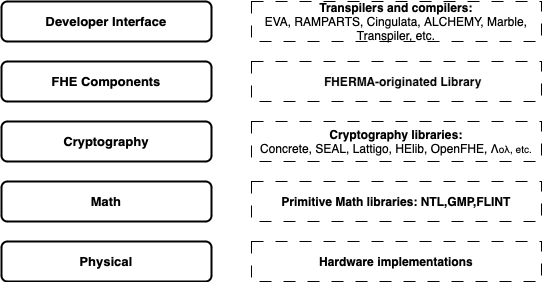 Developer Interface
Transpilers and compilers:
EVA, RAMPARTS, Cingulata, ALCHEMY, Marble,
Transpiler, etc.
FHE Components
FHERMA-originated Library
Cryptography
Cryptography libraries:
Concrete, SEAL, Lattigo, HElib, OpenFHE, Λολ, etc.
Math
Primitive Math libraries: NTL,GMP,FLINT
Physical
Hardware implementations